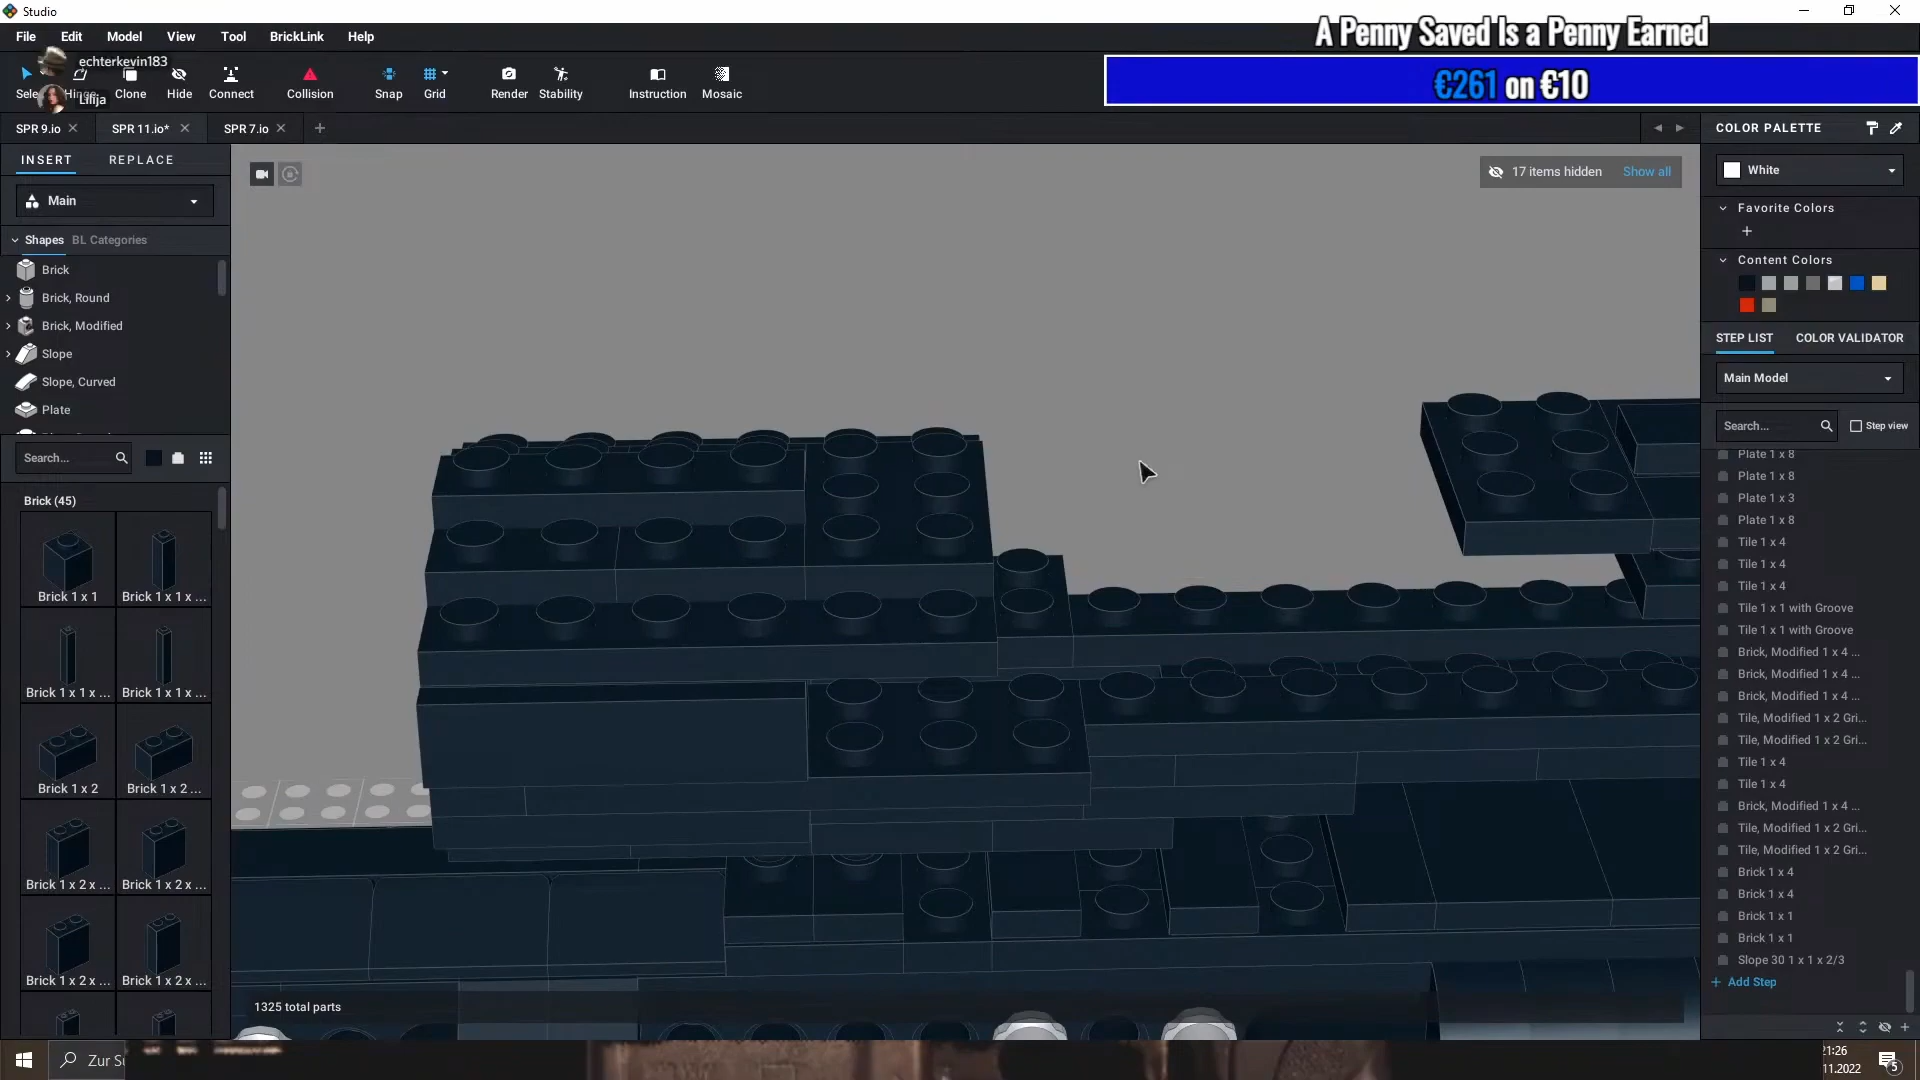 Studio
A Penny Saved Is a Penny Earned
File Edit Model View Tool BrickLink Help
echterkevin183
€261 on €10
Clone Hide Connect Collision Snap Grid Render Stability Instruction Mosaic
Lilija
SPR 9.io SPR 11.io* SPR 7.io
COLOR PALETTE
INSERT REPLACE
17 items hidden Show all
White
Main
Favorite Colors
Shapes BL Categories
Content Colors
Brick
Brick, Round
Brick, Modified
STEP LIST COLOR VALIDATOR
Slope
Slope, Curved
Main Model
Plate
Search... Step view
Search...
Plate 1 x 8
Plate 1 x 8
Plate 1 x 3
Brick (45)
Plate 1 x 8
Tile 1 x 4
Tile 1 x 4
Tile 1 x 4
Brick 1 x 1 Brick 1 x 1 x ...
Tile 1 x 1 with Groove
Tile 1 x 1 with Groove
Brick, Modified 1 x 4 ...
Brick, Modified 1 x 4 ...
Brick 1 x 1 x ... Brick 1 x 1 x ...
Brick, Modified 1 x 4 ...
Tile, Modified 1 x 2 Gri...
Tile, Modified 1 x 2 Gri...
Tile 1 x 4
Brick 1 x 2 Brick 1 x 2 ...
Tile 1 x 4
Brick, Modified 1 x 4 ...
Tile, Modified 1 x 2 Gri...
Tile, Modified 1 x 2 Gri...
Brick 1 x 4
Brick 1 x 2 x ... Brick 1 x 2 x ...
Brick 1 x 4
Brick 1 x 1
Brick 1 x 1
Slope 30 1 x 1 x 2/3
Brick 1 x 2 x ... Brick 1 x 2 x ...
Add Step
1325 total parts
Zur
21:26
11.2022
5